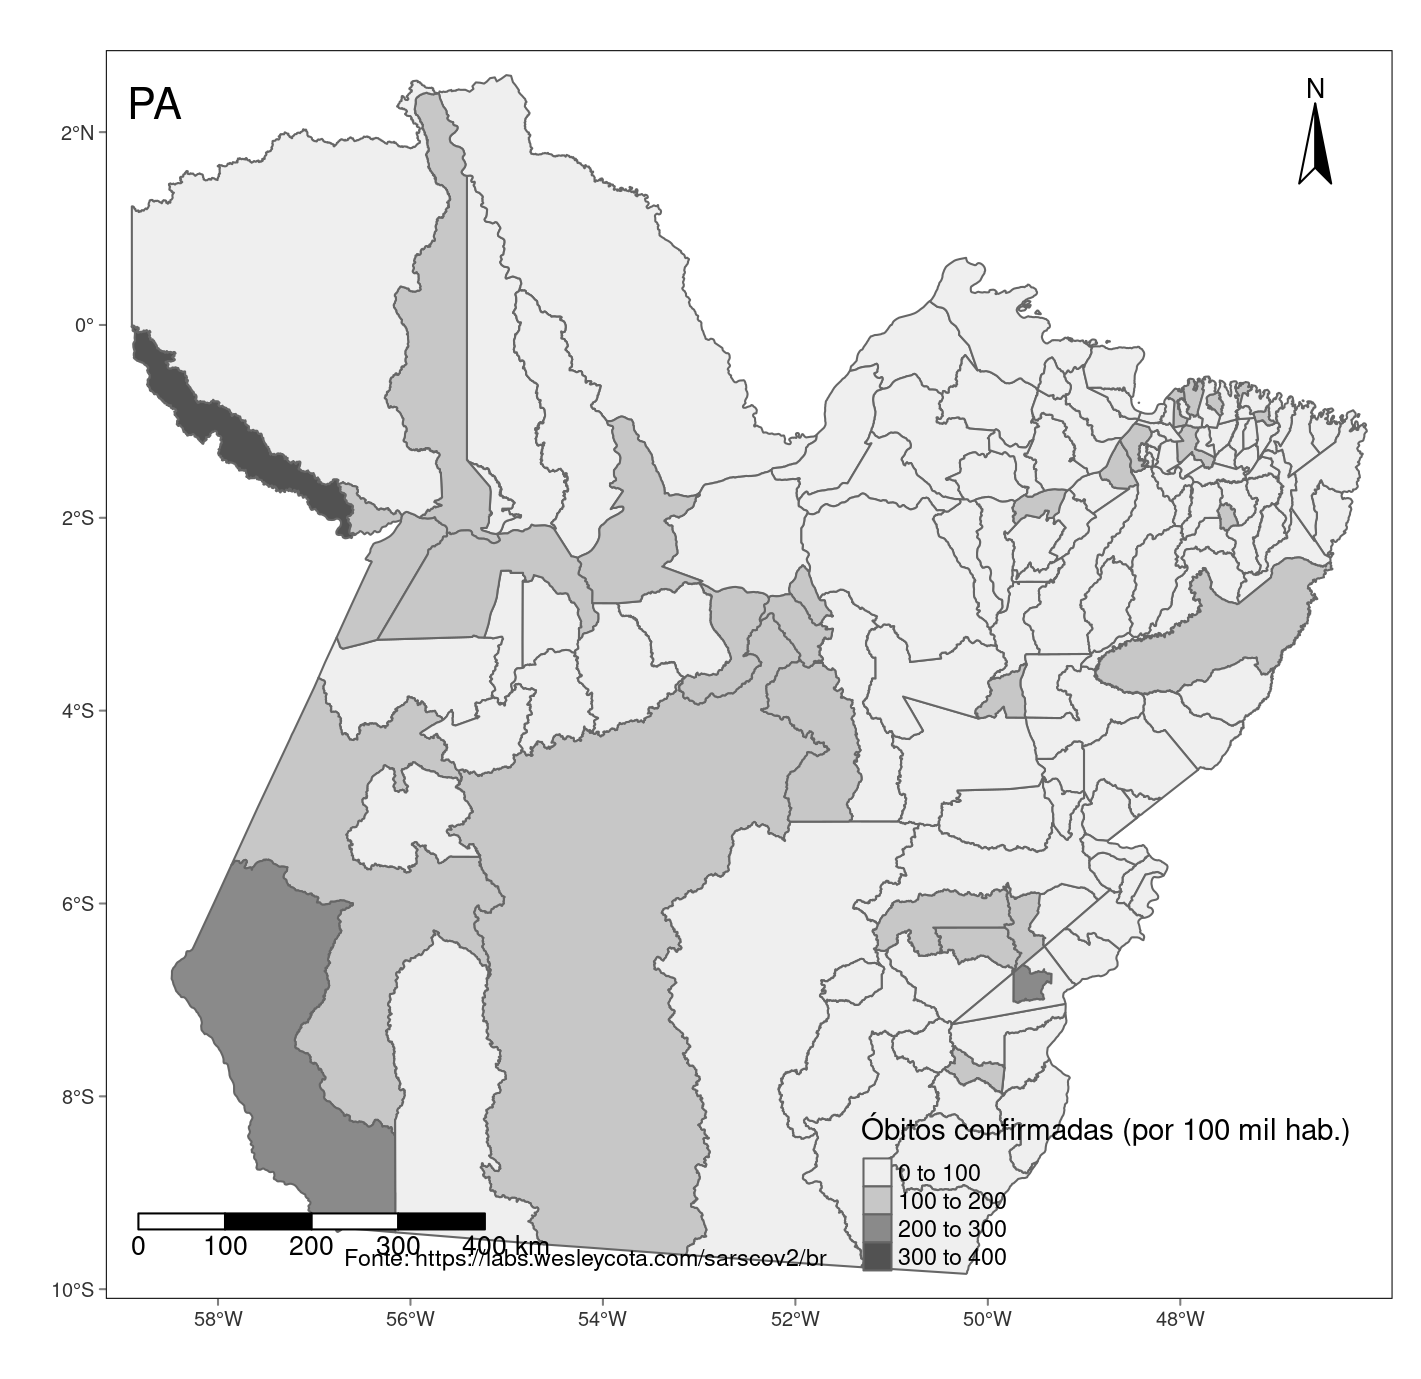 PA
N
2°N
0°
2°S
4°S
6°S
8°S
10°S
Óbitos confirmadas (por 100 mil hab.)
0 to 100
100 to 200
200 to 300
300 to 400
0 100 200 300 400 km
Fonte: https://labs.wesleycota.com/sarscov2/br
58°W 56°W 54°W 52°W 50°W 48°W